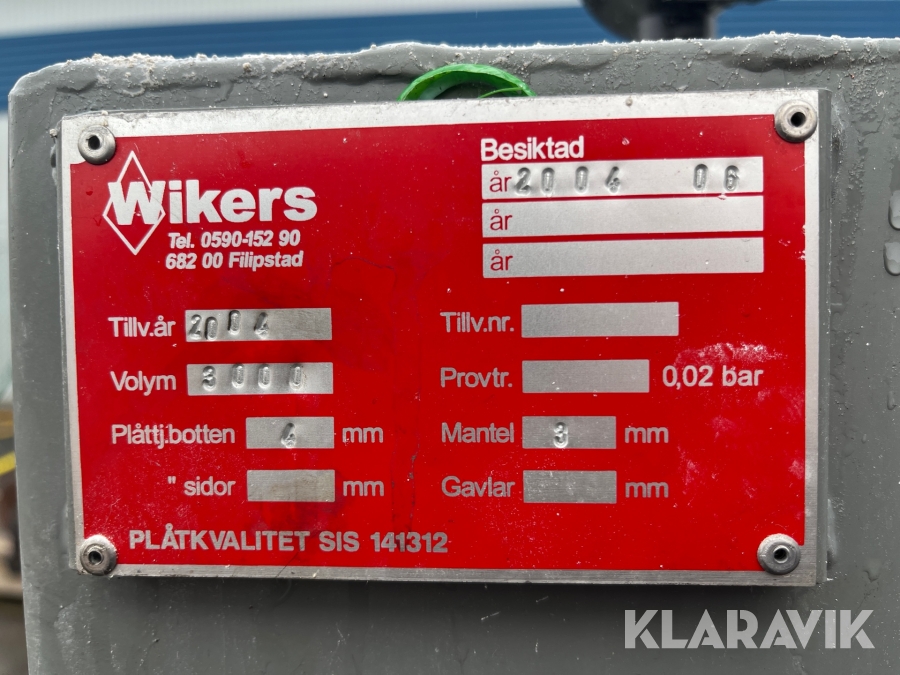 Wikers
Tel. 0590-152 90
682 00 Filipstad
Besiktad
år 2004 06
år
år
Tillv.år 2004
Tillv.nr.
Volym 3000
Provtr. 0,02 bar
Plåttj.botten 4 mm
Mantel 3 mm
" sidor mm
Gavlar mm
PLÅTKVALITET SIS 141312
KLARAVIK